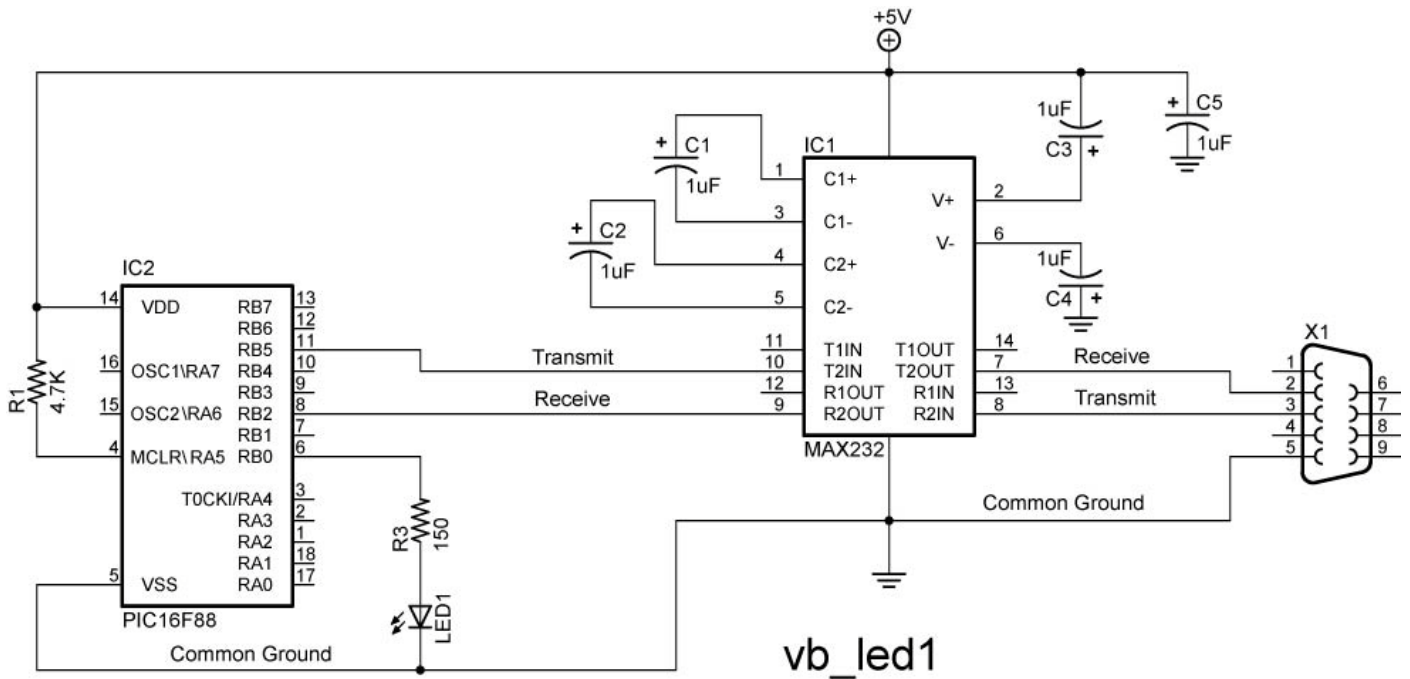 +5V
1uF
C3
+
+
C5
1uF
+
C1
1uF
IC1
1
C1+
3
C1-
+
C2
1uF
4
C2+
5
C2-
V+
2
V-
6
1uF
C4
+
11
T1IN
T1OUT
14
Transmit
10
T2IN
T2OUT
7
Receive
12
R1OUT
R1IN
13
Receive
9
R2OUT
R2IN
8
Transmit
MAX232
IC2
14
VDD
RB7
13
RB6
12
RB5
11
16
OSC1\RA7
RB4
10
RB3
9
15
OSC2\RA6
RB2
8
RB1
7
4
MCLR\RA5
RB0
6
T0CKI/RA4
3
RA3
2
RA2
1
RA1
18
5
VSS
RA0
17
PIC16F88
R1
4.7K
R3
150
LED1
X1
1
2
3
4
5
6
7
8
9
Common Ground
Common Ground
vb_led1